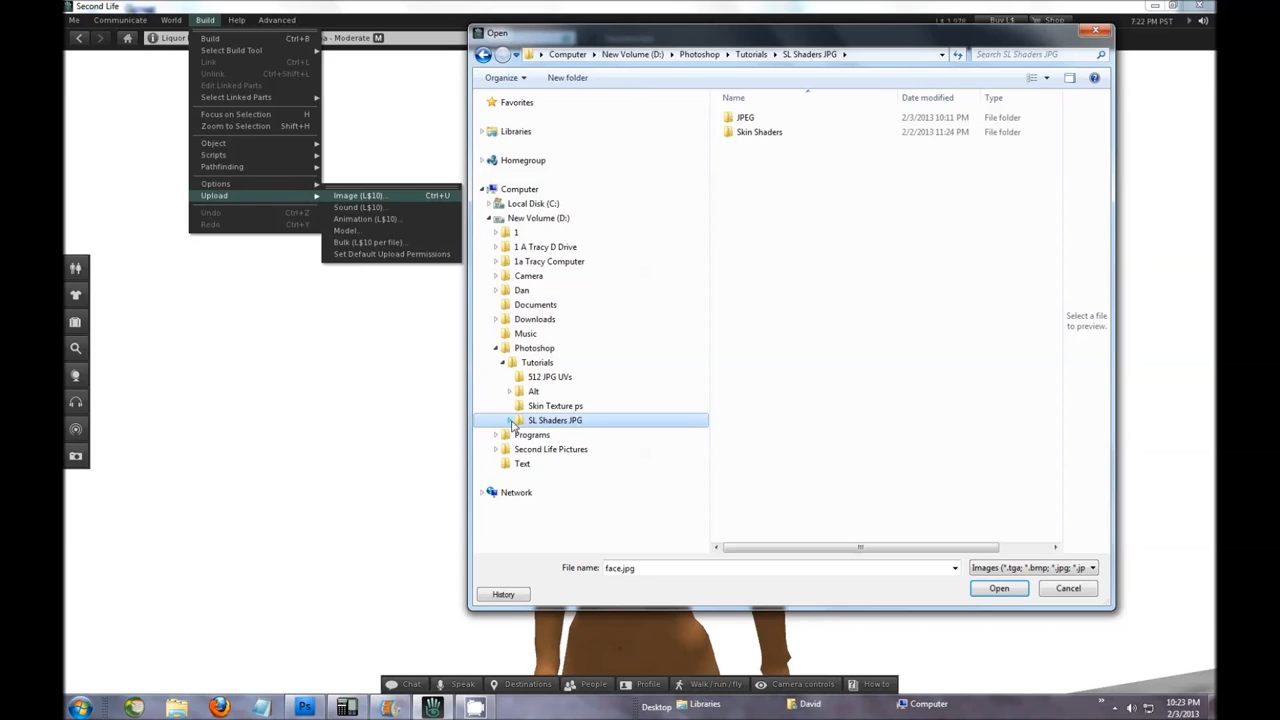 Second Life
Me Communicate World Build Help Advanced
Buy L$ Shop 7:22 PM PST
Liquor
- Moderate M
Build Ctrl+B
Select Build Tool
Link Ctrl+L
Unlink Ctrl+Shift+L
Edit Linked Parts
Select Linked Parts
Focus on Selection H
Zoom to Selection Shift+H
Object
Scripts
Pathfinding
Options
Upload
Undo Ctrl+Z
Redo Ctrl+Y
Image (L$10)... Ctrl+U
Sound (L$10)...
Animation (L$10)...
Model...
Bulk (L$10 per file)...
Set Default Upload Permissions
Open
Computer New Volume (D:) Photoshop Tutorials SL Shaders JPG
Search SL Shaders JPG
Organize New folder
Favorites
Libraries
Homegroup
Computer
Local Disk (C:)
New Volume (D:)
1
1 A Tracy D Drive
1a Tracy Computer
Camera
Dan
Documents
Downloads
Music
Photoshop
Tutorials
512 JPG UVs
Alt
Skin Texture ps
SL Shaders JPG
Programs
Second Life Pictures
Text
Network
Name Date modified Type
JPEG 2/3/2013 10:11 PM File folder
Skin Shaders 2/2/2013 11:24 PM File folder
Select a file
to preview.
File name: face.jpg Images (*.tga; *.bmp; *.jpg; *.jp
History Open Cancel
Chat Speak Destinations People Profile Walk / run / fly Camera controls How to
Ps Desktop Libraries David Computer
10:23 PM
2/3/2013